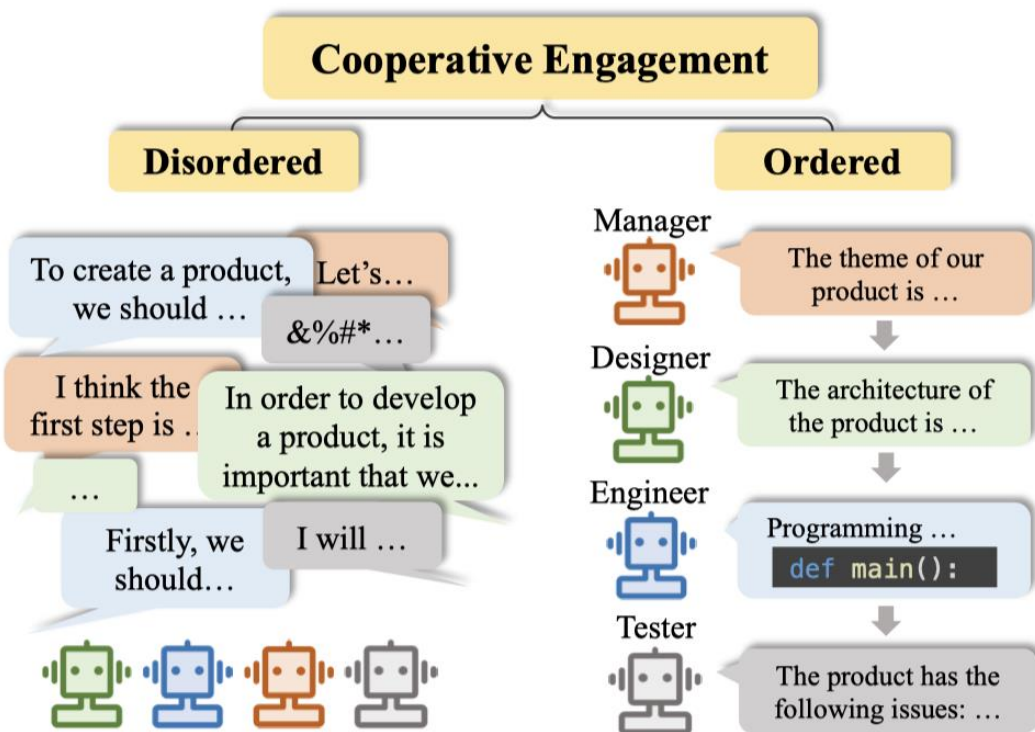 Cooperative Engagement
Disordered
Ordered
To create a product,
we should …
Let’s…
&%#*…
I think the
first step is ..
In order to develop
a product, it is
important that we...
…
Firstly, we
should…
I will …
Manager
The theme of our
product is …
Designer
The architecture of
the product is …
Engineer
Programming …
def main():
Tester
The product has the
following issues: …